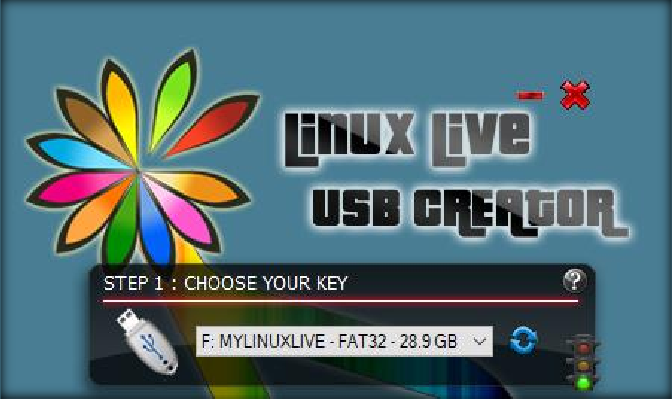 Linux Live
USB CREATOR
STEP 1 : CHOOSE YOUR KEY
?
F: MYLINUXLIVE - FAT32 - 28.9 GB